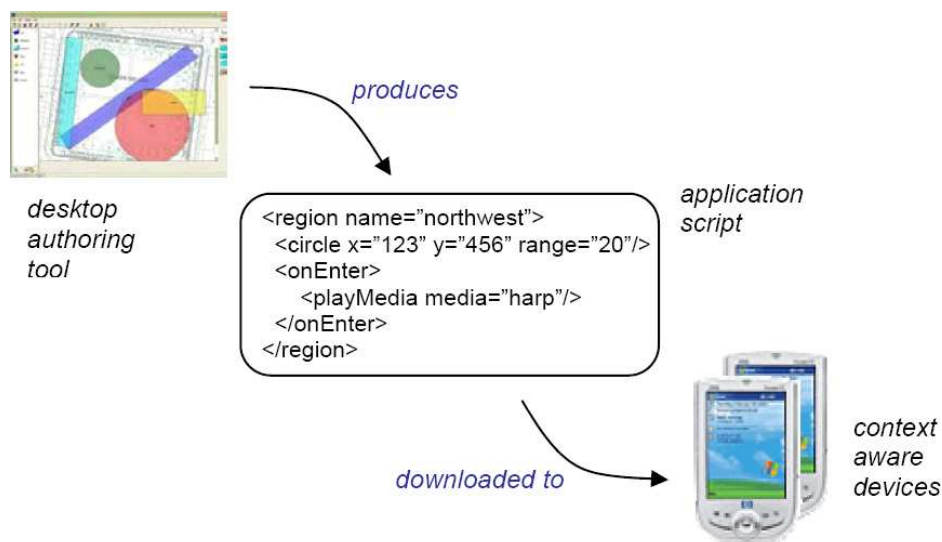 produces
desktop
authoring
tool
<region name=”northwest”>
<circle x=”123” y=”456” range=”20”/>
<onEnter>
<playMedia media=”harp”/>
</onEnter>
</region>
application
script
downloaded to
context
aware
devices